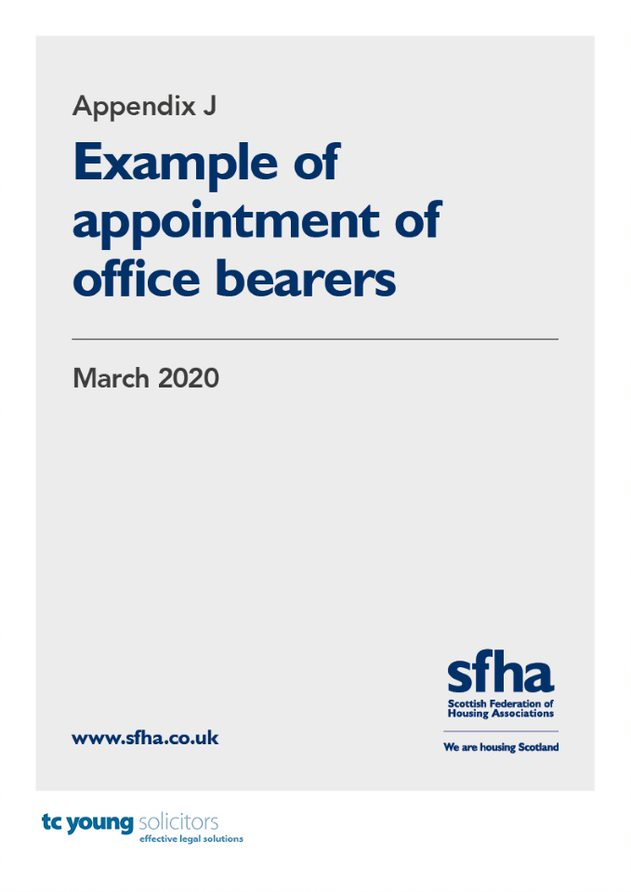 Appendix J
Example of
appointment of
office bearers
March 2020
sfha
Scottish Federation of
Housing Associations
We are housing Scotland
www.sfha.co.uk
tc young solicitors
effective legal solutions